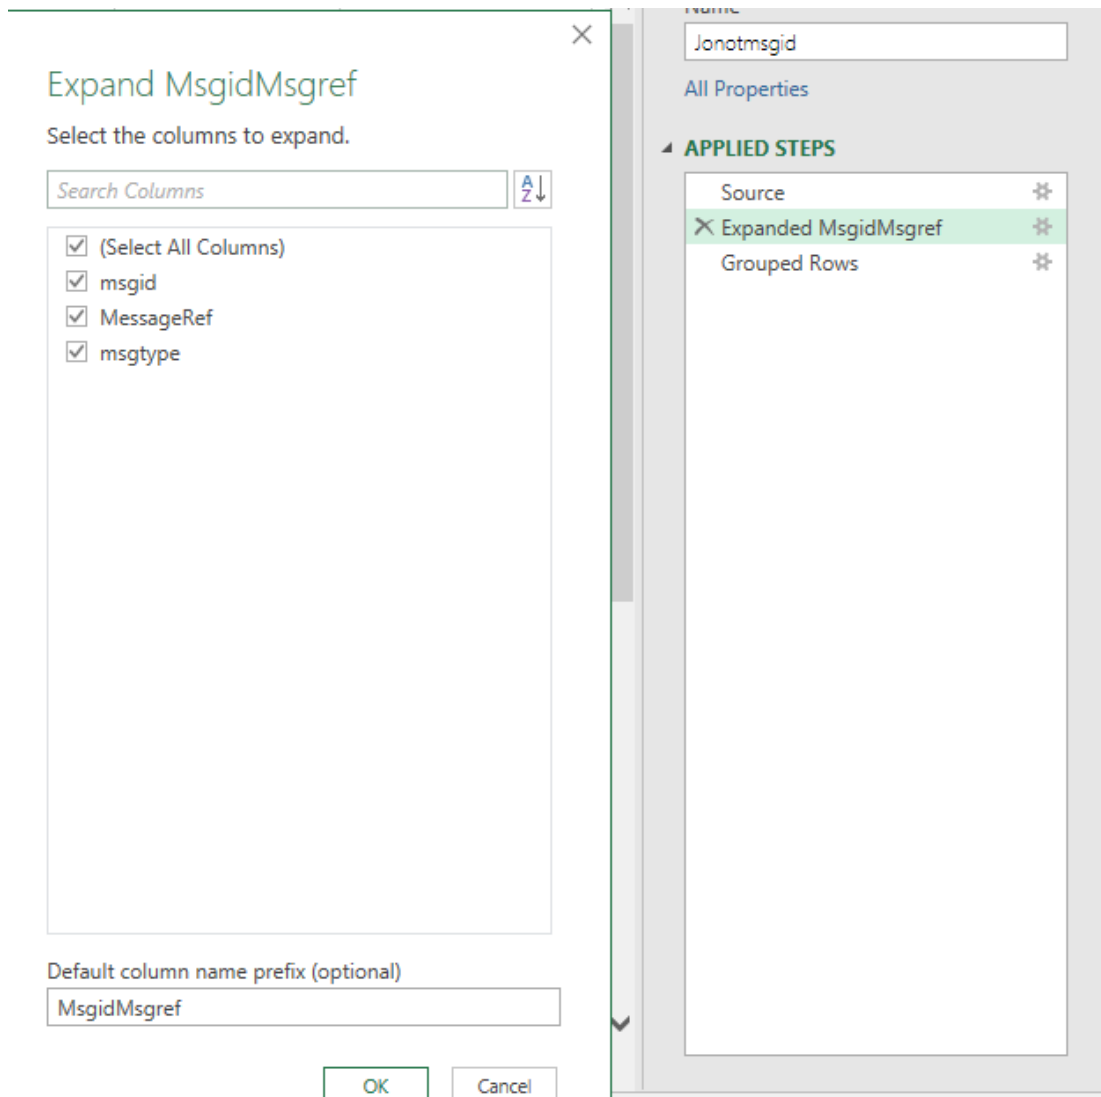 Expand MsgidMsgref
Select the columns to expand.
Search Columns
(Select All Columns)
msgid
MessageRef
msgtype
Default column name prefix (optional)
MsgidMsgref
OK
Cancel
Name
Jonotmsgid
All Properties
APPLIED STEPS
Source
Expanded MsgidMsgref
Grouped Rows